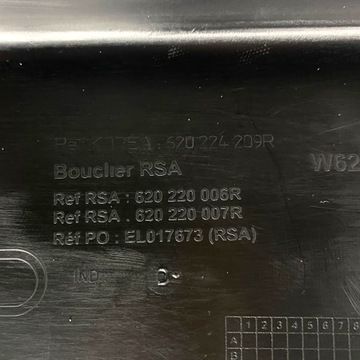 620 224 209R
Bouclier RSA
W62
Ref RSA : 620 220 006R
Ref RSA . 620 220 007R
Réf PO : EL017673 (RSA)
IND D
1 2 3 4 5 6 7 8
A
B